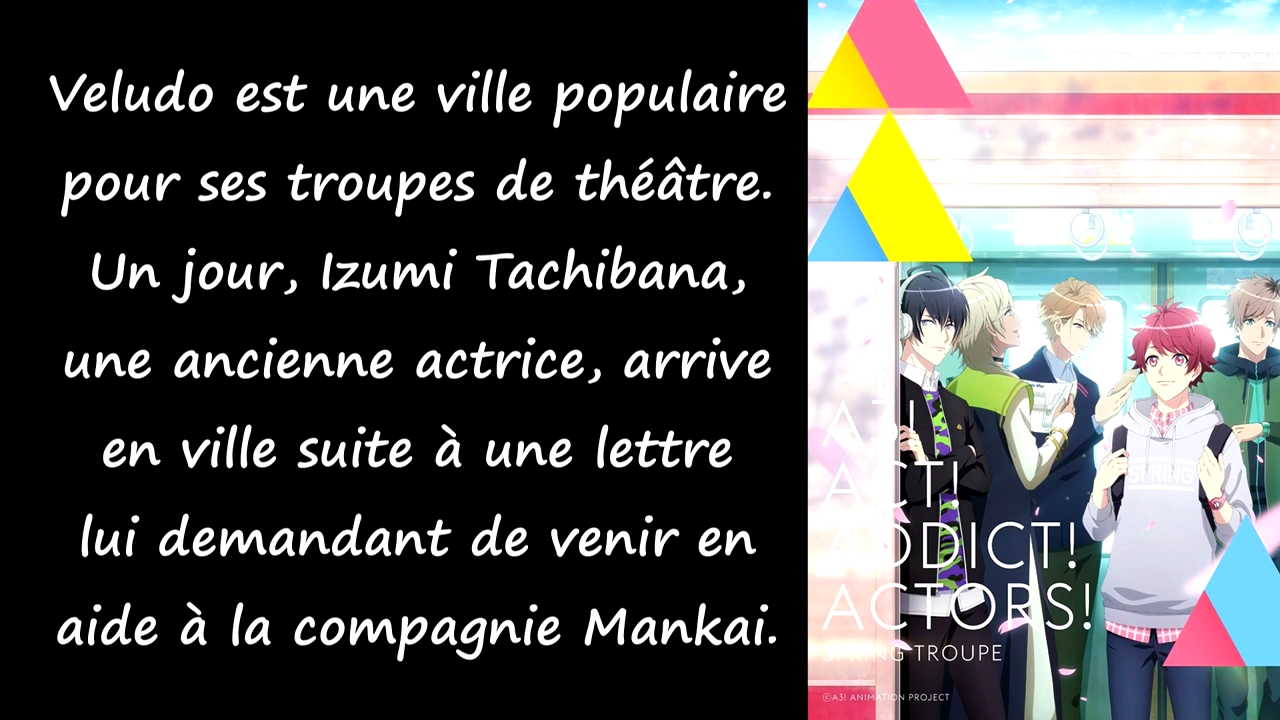 Veludo est une ville populaire
pour ses troupes de théâtre.
Un jour, Izumi Tachibana,
une ancienne actrice, arrive
en ville suite à une lettre
lui demandant de venir en
aide à la compagnie Mankai.
A3!
ACT!
ADDICT!
ACTORS!
SPRING TROUPE
SPRING
©A3! ANIMATION PROJECT